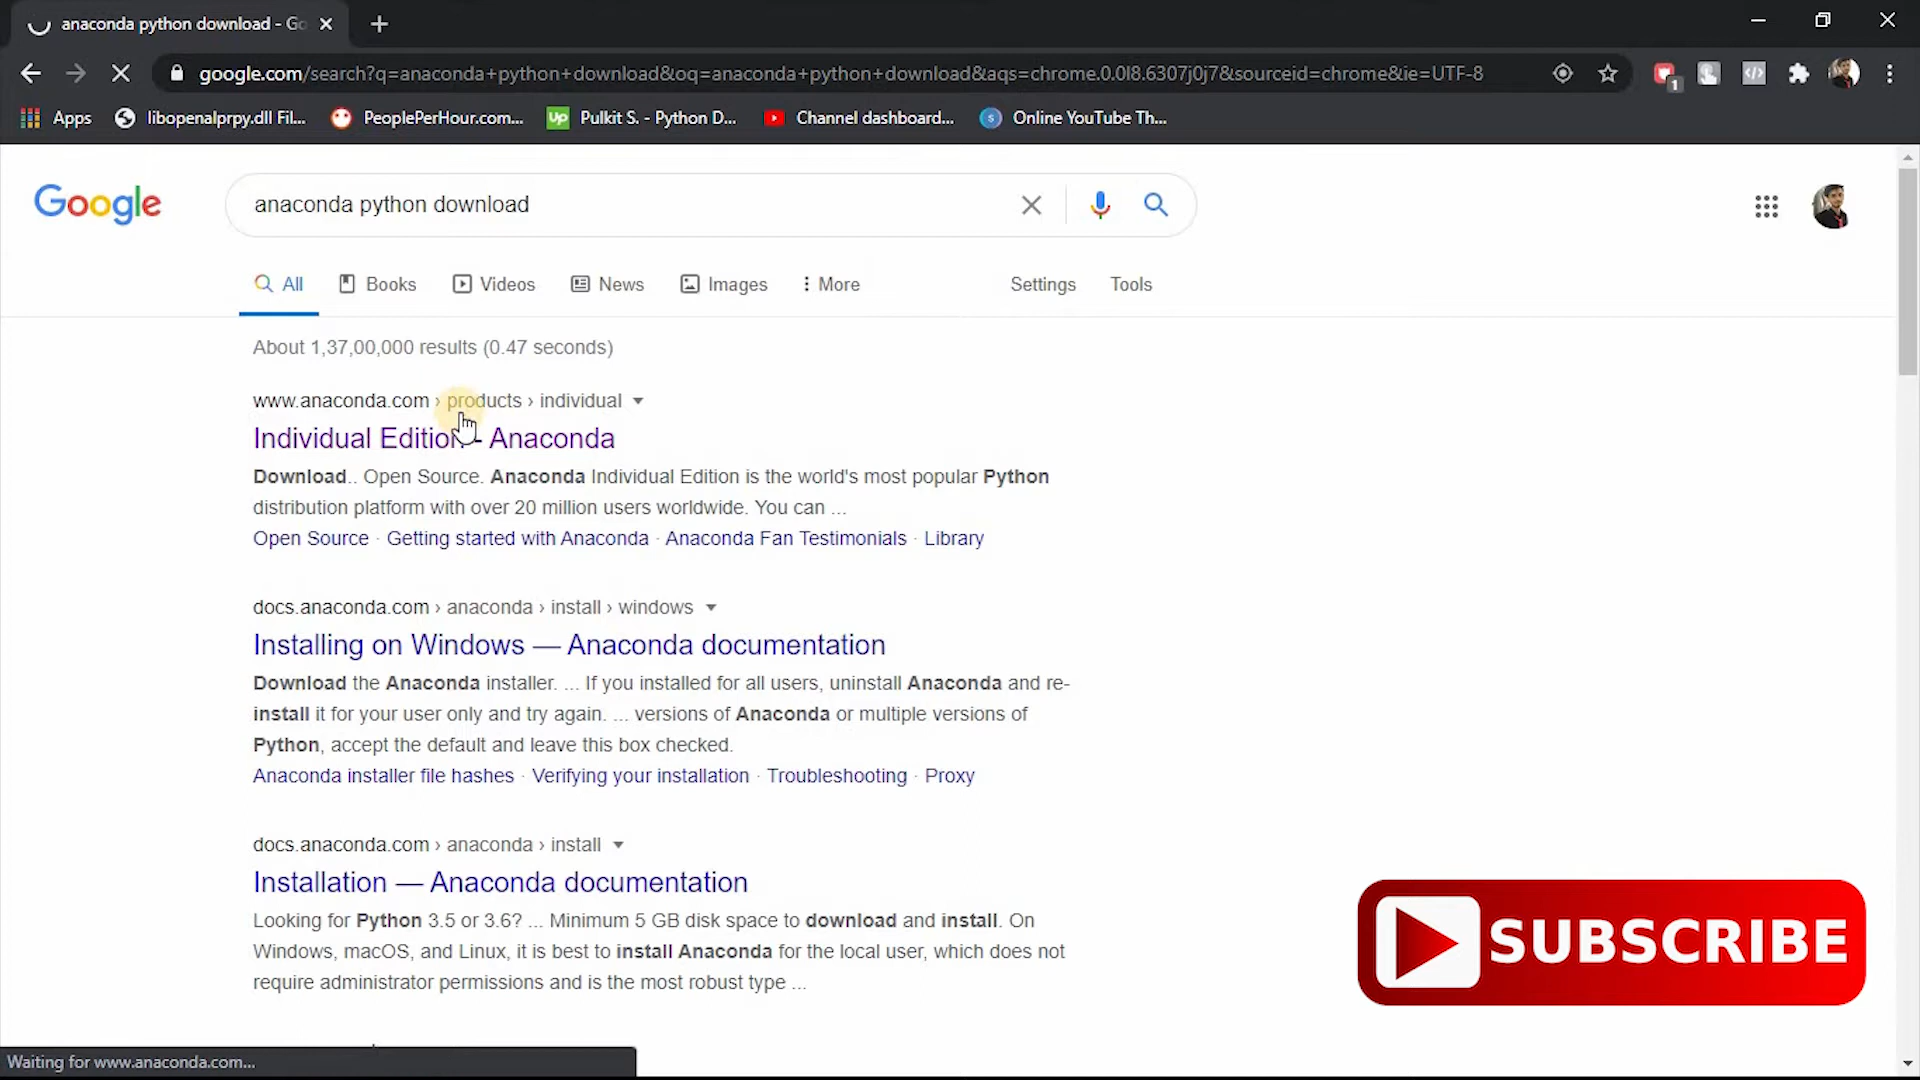 anaconda python download - Go
google.com/search?q=anaconda+python+download&oq=anaconda+python+download&aqs=chrome.0.0l8.6307j0j7&sourceid=chrome&ie=UTF-8
1
Apps libopenalprpy.dll Fil... PeoplePerHour.com... up Pulkit S. - Python D... Channel dashboard... S Online YouTube Th...
Google anaconda python download
All Books Videos News Images More Settings Tools
About 1,37,00,000 results (0.47 seconds)
www.anaconda.com › products › individual
Individual Edition - Anaconda
Download.. Open Source. Anaconda Individual Edition is the world's most popular Python
distribution platform with over 20 million users worldwide. You can ...
Open Source · Getting started with Anaconda · Anaconda Fan Testimonials · Library
docs.anaconda.com › anaconda › install › windows
Installing on Windows — Anaconda documentation
Download the Anaconda installer. ... If you installed for all users, uninstall Anaconda and re-
install it for your user only and try again. ... versions of Anaconda or multiple versions of
Python, accept the default and leave this box checked.
Anaconda installer file hashes · Verifying your installation · Troubleshooting · Proxy
docs.anaconda.com › anaconda › install
Installation — Anaconda documentation
Looking for Python 3.5 or 3.6? ... Minimum 5 GB disk space to download and install. On
Windows, macOS, and Linux, it is best to install Anaconda for the local user, which does not
require administrator permissions and is the most robust type ...
SUBSCRIBE
Waiting for www.anaconda.com...